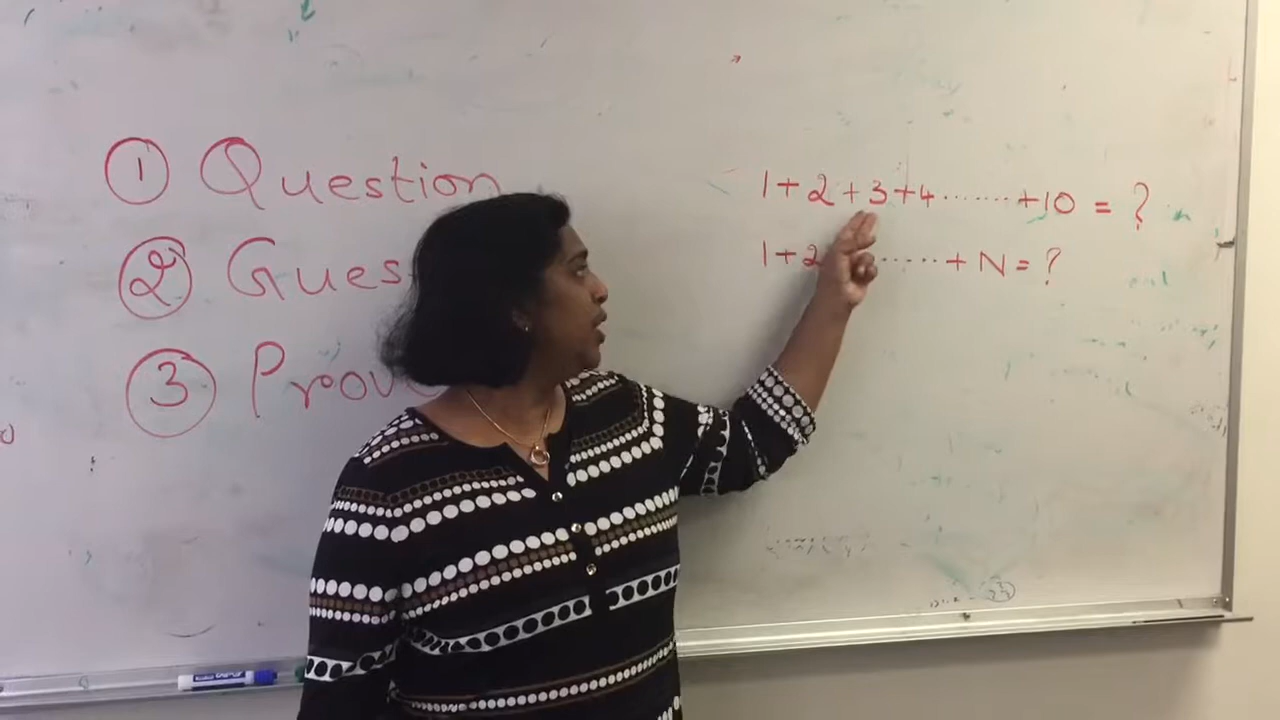 ① Question
② Gues
③ Prov
1+2+3+4.......+10 = ?
1+2 ...... + N = ?